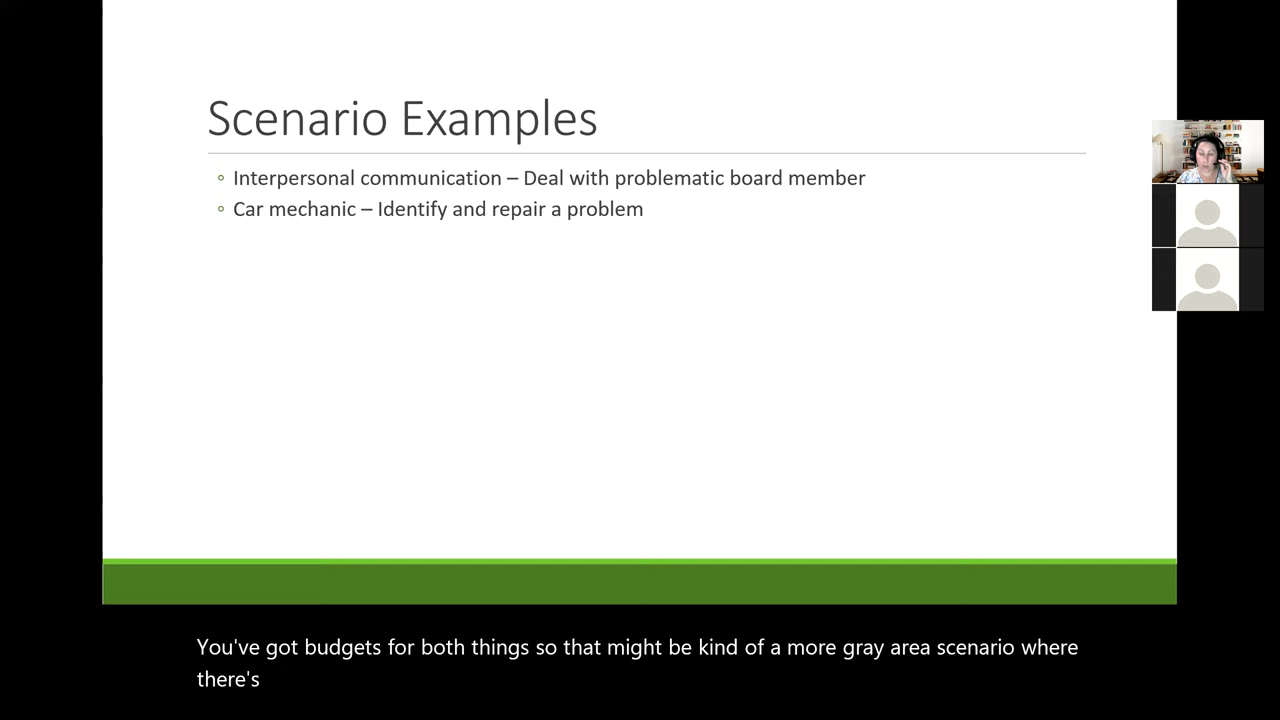 Scenario Examples
Interpersonal communication – Deal with problematic board member
Car mechanic – Identify and repair a problem
You've got budgets for both things so that might be kind of a more gray area scenario where
there's